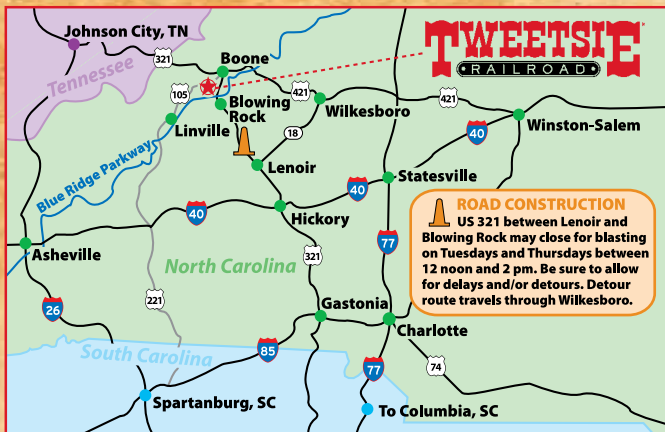 Johnson City, TN
TWEETSIE
RAILROAD
™
321
Boone
Tennessee
105
421
421
Blowing
Rock
Wilkesboro
Linville
18
Winston-Salem
40
Blue Ridge Parkway
Lenoir
Statesville
40
40
Hickory
ROAD CONSTRUCTION
US 321 between Lenoir and
Blowing Rock may close for blasting
on Tuesdays and Thursdays between
12 noon and 2 pm. Be sure to allow
for delays and/or detours. Detour
route travels through Wilkesboro.
77
Asheville
321
North Carolina
221
26
Gastonia
Charlotte
South Carolina
85
77
74
Spartanburg, SC
To Columbia, SC